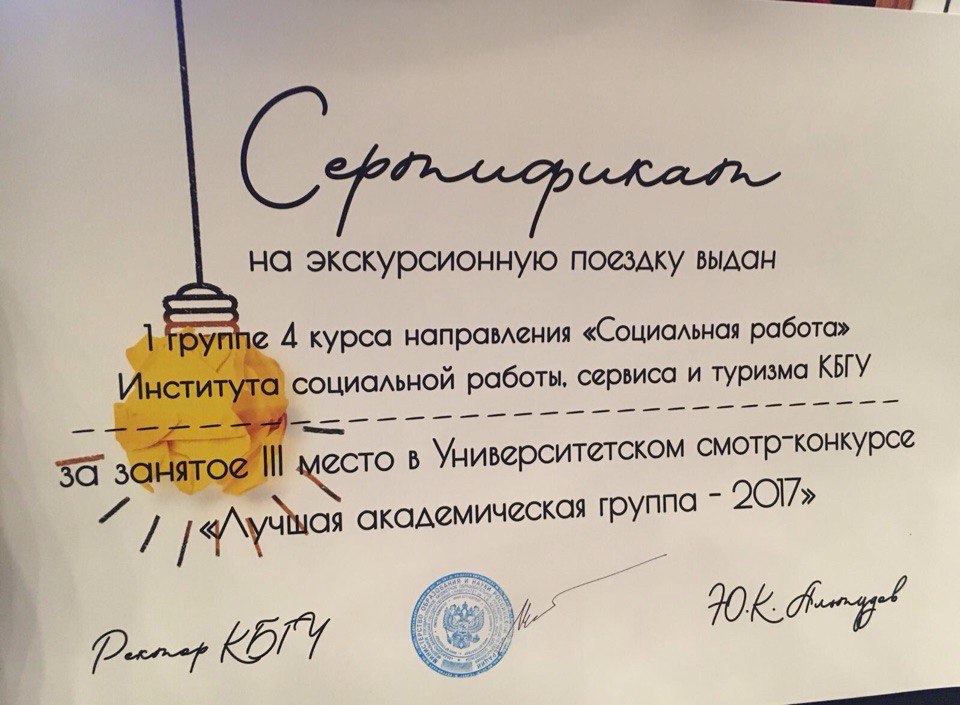 Сертификат
на экскурсионную поездку выдан
1 группе 4 курса направления «Социальная работа»
Института социальной работы, сервиса и туризма КБГУ
за занятое III место в Университетском смотр-конкурсе
«Лучшая академическая группа - 2017»
Ректор КБГУ
Ю.К. Альтудов